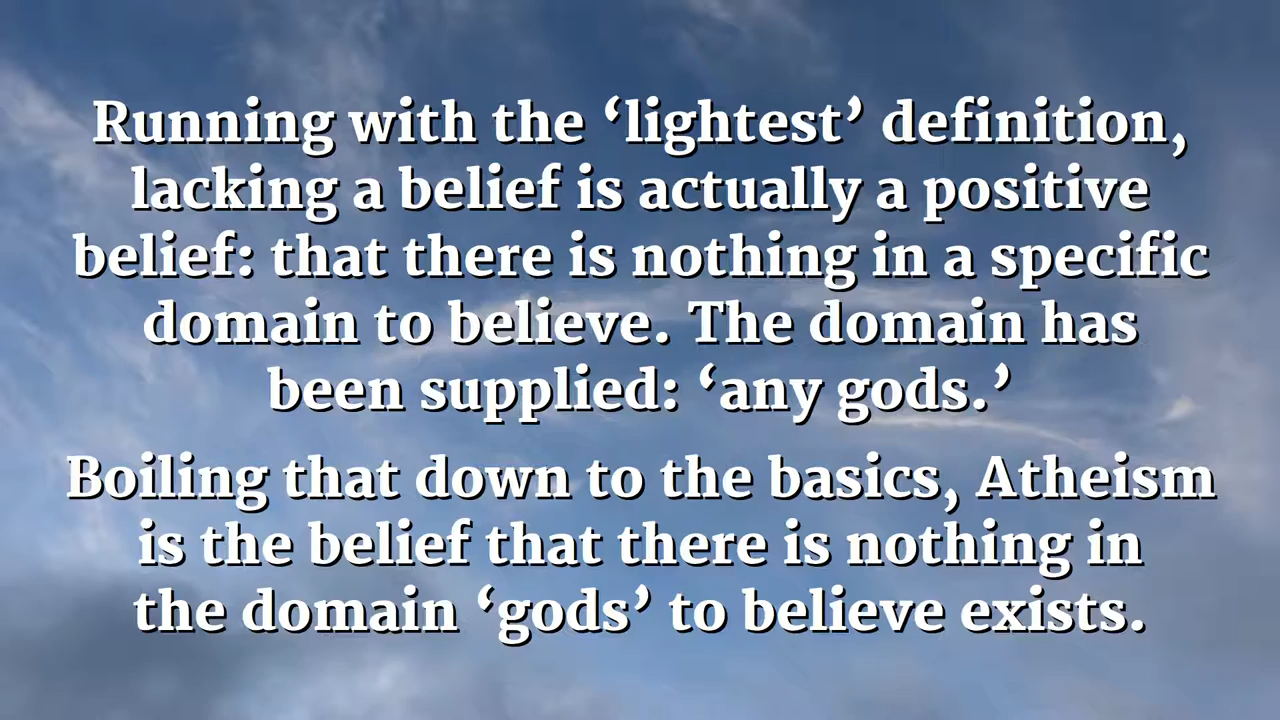 Running with the ‘lightest’ definition,
lacking a belief is actually a positive
belief: that there is nothing in a specific
domain to believe. The domain has
been supplied: ‘any gods.’
Boiling that down to the basics, Atheism
is the belief that there is nothing in
the domain ‘gods’ to believe exists.